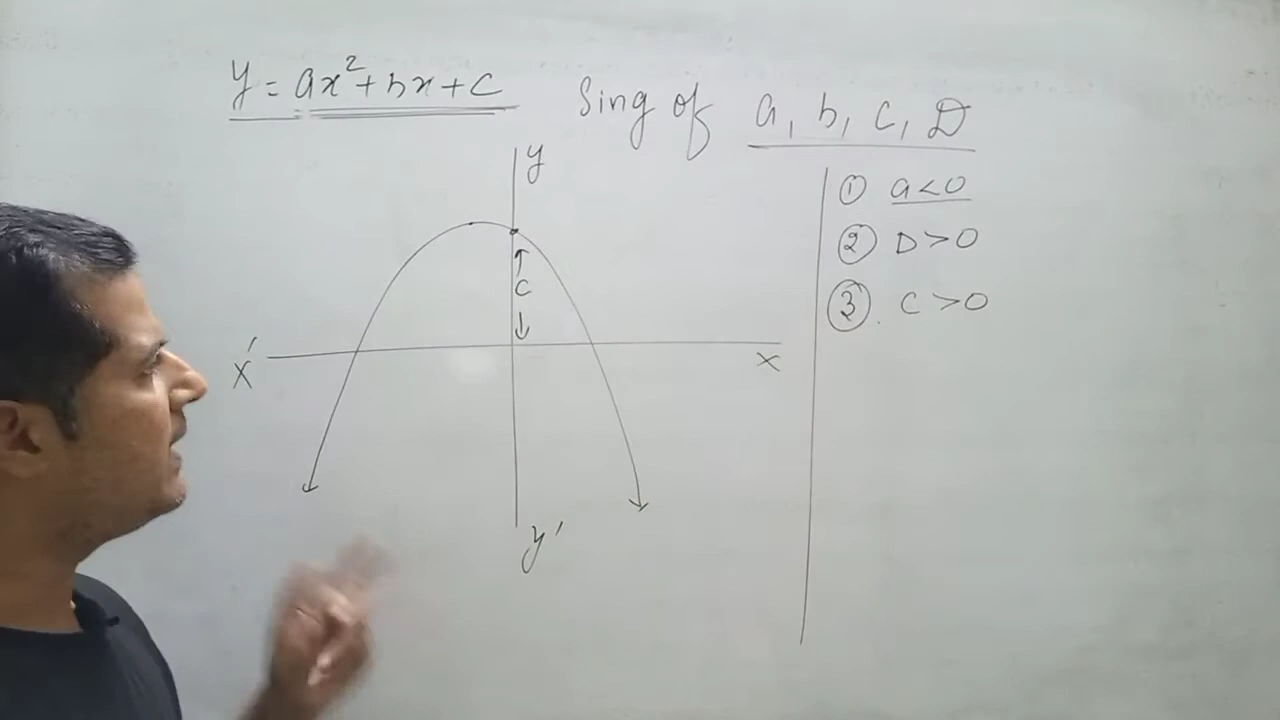 y = ax²+bx+c
Sing of a, b, c, D
y
① a<0
② D>0
③. c>0
c
x'
x
y'